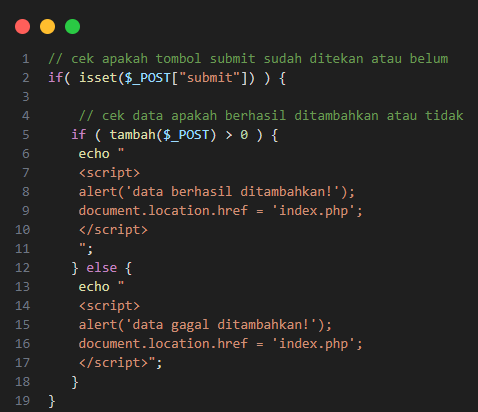 1 // cek apakah tombol submit sudah ditekan atau belum
2 if( isset($_POST["submit"]) ) {
3
4 // cek data apakah berhasil ditambahkan atau tidak
5 if ( tambah($_POST) > 0 ) {
6 echo "
7 <script>
8 alert('data berhasil ditambahkan!');
9 document.location.href = 'index.php';
10 </script>
11 ";
12 } else {
13 echo "
14 <script>
15 alert('data gagal ditambahkan!');
16 document.location.href = 'index.php';
17 </script>";
18 }
19 }